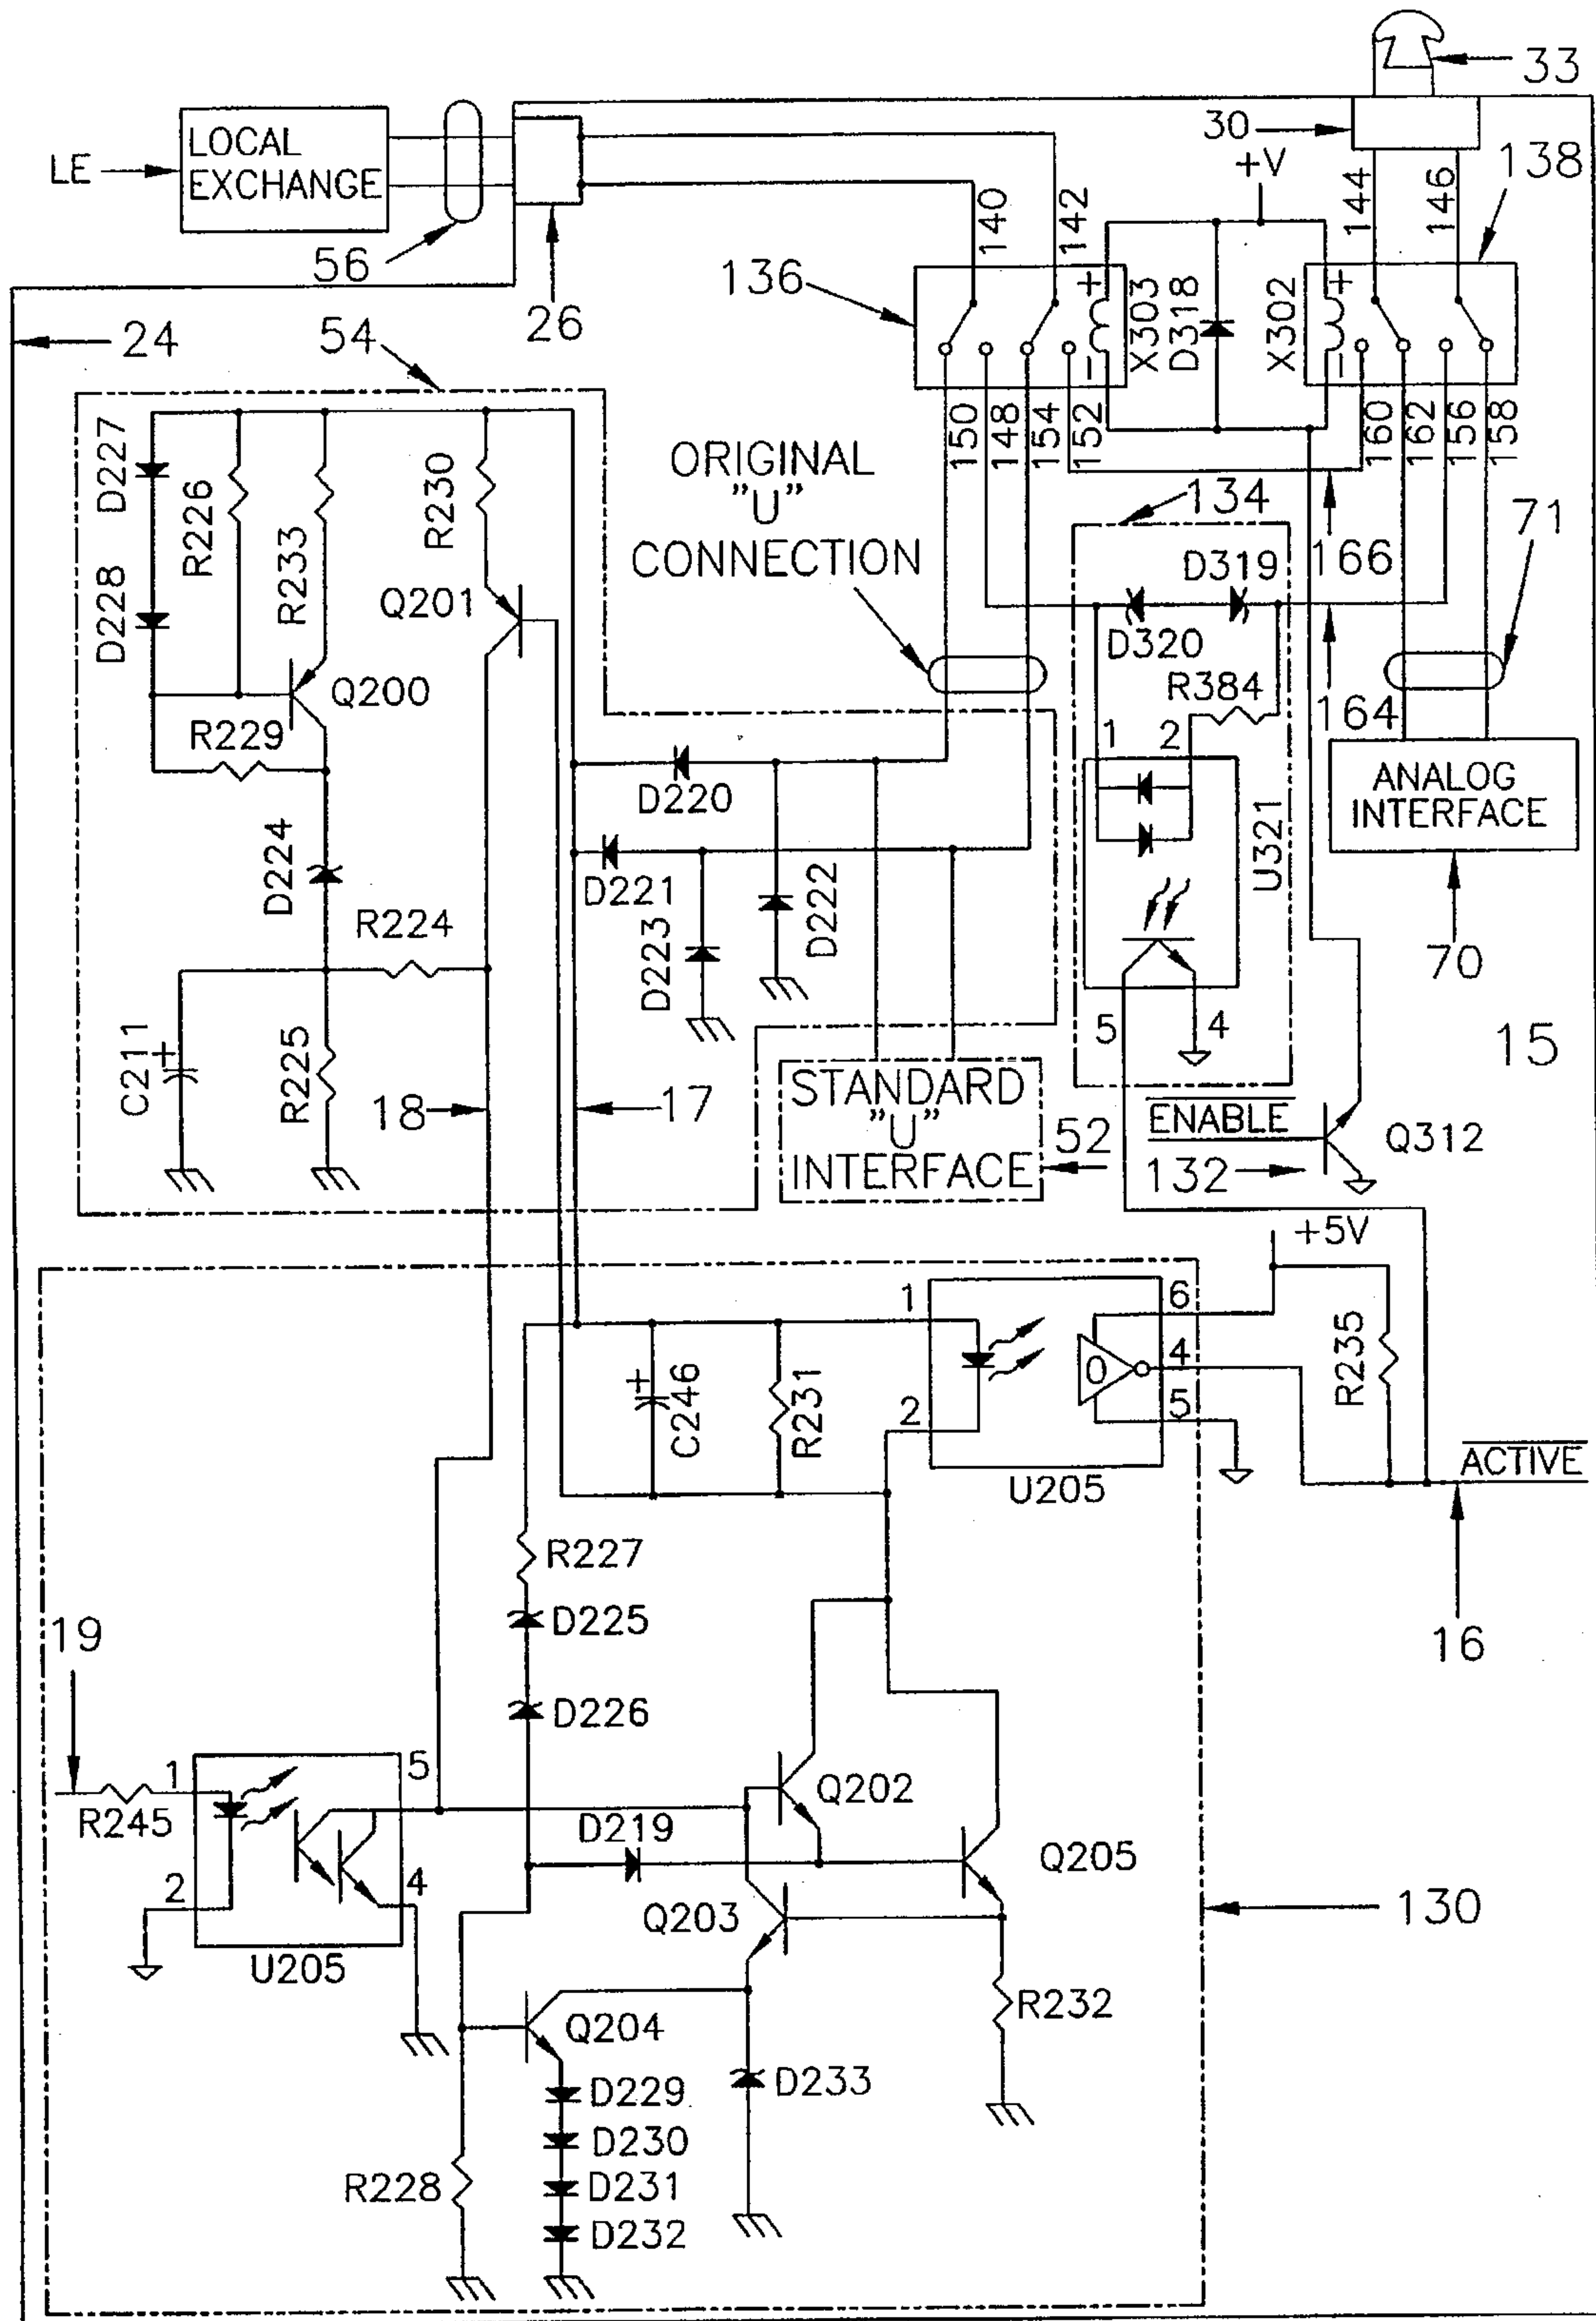 33
LE
LOCAL
EXCHANGE
30
+V
138
144
146
56
26
140
142
136
X303
D318
X302
+
-
+
-
24
54
150
148
154
152
160
162
156
158
D227
R226
R233
R230
ORIGINAL
"U"
CONNECTION
134
71
166
D319
D228
Q201
D320
Q200
R384
R229
164
1
2
D220
ANALOG
INTERFACE
U321
D224
D221
D222
R224
D223
70
5
4
15
C211
+
R225
18
17
STANDARD
"U"
INTERFACE
52
ENABLE
Q312
132
+5V
1
6
R235
+
C246
R231
O
4
2
5
U205
ACTIVE
R227
19
D225
16
D226
5
1
R245
Q202
D219
Q205
2
4
Q203
130
U205
R232
Q204
D229
D233
D230
R228
D231
D232